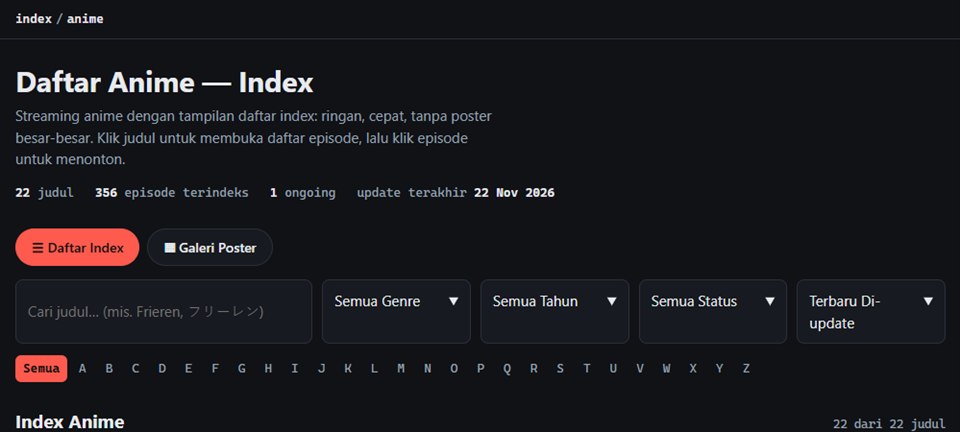 index / anime
Daftar Anime — Index
Streaming anime dengan tampilan daftar index: ringan, cepat, tanpa poster
besar-besar. Klik judul untuk membuka daftar episode, lalu klik episode
untuk menonton.
22 judul 356 episode terindeks 1 ongoing update terakhir 22 Nov 2026
☰ Daftar Index
Galeri Poster
Cari judul... (mis. Frieren, フリーレン)
Semua Genre ▼
Semua Tahun ▼
Semua Status ▼
Terbaru Di- ▼
update
Semua A B C D E F G H I J K L M N O P Q R S T U V W X Y Z
Index Anime
22 dari 22 judul